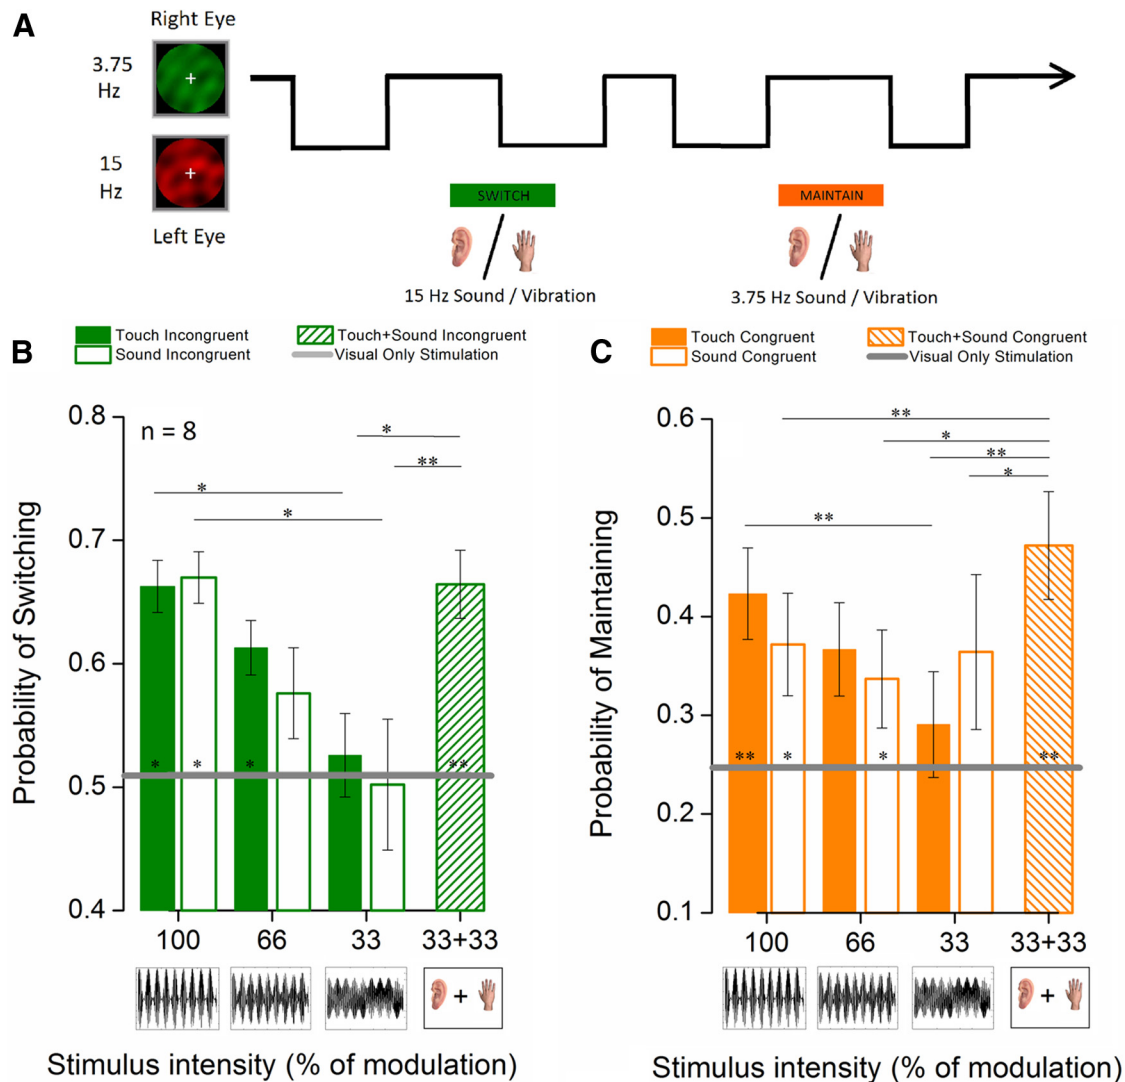 A
Right Eye
3.75
Hz
15
Hz
Left Eye
SWITCH
MAINTAIN
15 Hz Sound / Vibration
3.75 Hz Sound / Vibration
B
Touch Incongruent
Touch+Sound Incongruent
Sound Incongruent
Visual Only Stimulation
n = 8
Probability of Switching
0.8
0.7
0.6
0.5
0.4
*
**
*
*
*
*
*
**
100
66
33
33+33
+
Stimulus intensity (% of modulation)
C
Touch Congruent
Touch+Sound Congruent
Sound Congruent
Visual Only Stimulation
Probability of Maintaining
0.6
0.5
0.4
0.3
0.2
0.1
**
*
**
*
**
**
*
*
**
100
66
33
33+33
+
Stimulus intensity (% of modulation)